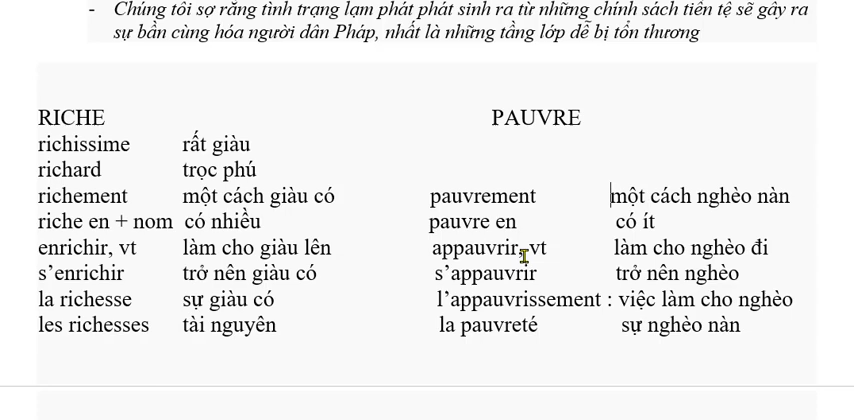 - Chúng tôi sợ rằng tình trạng lạm phát phát sinh ra từ những chính sách tiền tệ sẽ gây ra
sự bần cùng hóa người dân Pháp, nhất là những tầng lớp dễ bị tổn thương
RICHE PAUVRE
richissime rất giàu
richard trọc phú
richement một cách giàu có pauvrement một cách nghèo nàn
riche en + nom có nhiều pauvre en có ít
enrichir, vt làm cho giàu lên appauvrir, vt làm cho nghèo đi
s’enrichir trở nên giàu có s’appauvrir trở nên nghèo
la richesse sự giàu có l’appauvrissement : việc làm cho nghèo
les richesses tài nguyên la pauvreté sự nghèo nàn